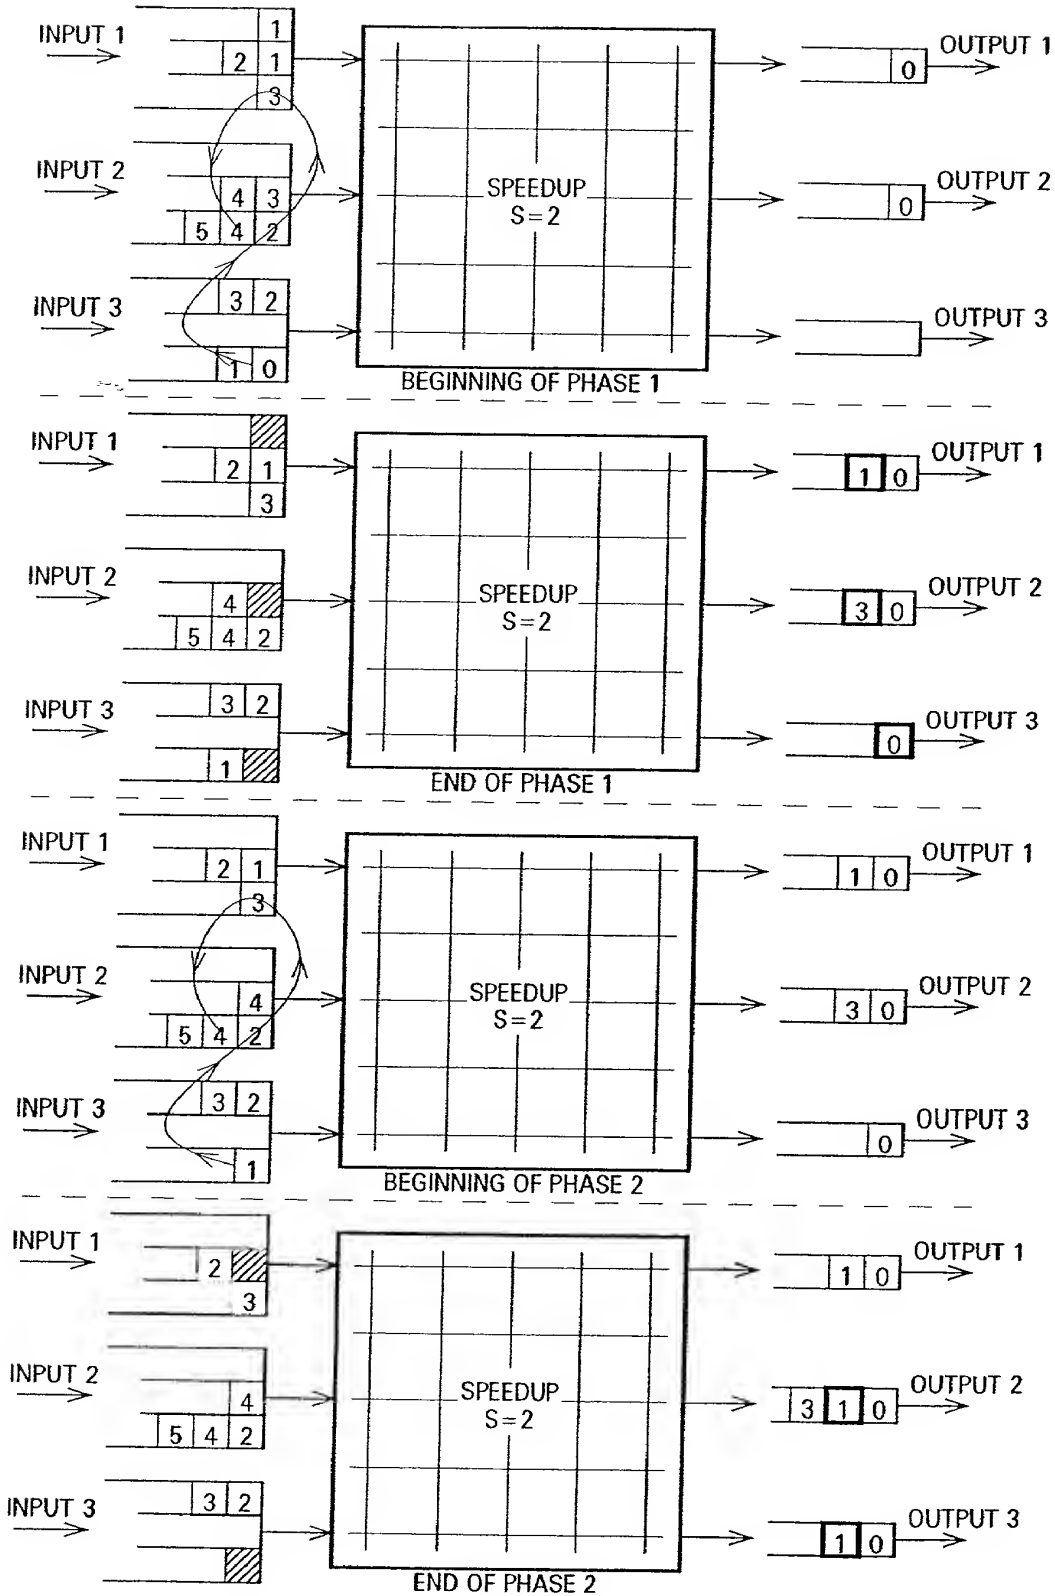 1
INPUT 1 2 1 0 OUTPUT 1
3
INPUT 2 4 3 SPEEDUP 0 OUTPUT 2
5 4 2 S=2
3 2
INPUT 3 OUTPUT 3
1 0
BEGINNING OF PHASE 1
INPUT 1 2 1 1 0 OUTPUT 1
3
INPUT 2 4 SPEEDUP 3 0 OUTPUT 2
5 4 2 S=2
3 2
INPUT 3 0 OUTPUT 3
1
END OF PHASE 1
INPUT 1 2 1 1 0 OUTPUT 1
3
INPUT 2 4 SPEEDUP 3 0 OUTPUT 2
5 4 2 S=2
3 2
INPUT 3 0 OUTPUT 3
1
BEGINNING OF PHASE 2
INPUT 1 2 1 0 OUTPUT 1
3
INPUT 2 4 SPEEDUP 3 1 0 OUTPUT 2
5 4 2 S=2
3 2
INPUT 3 1 0 OUTPUT 3
END OF PHASE 2